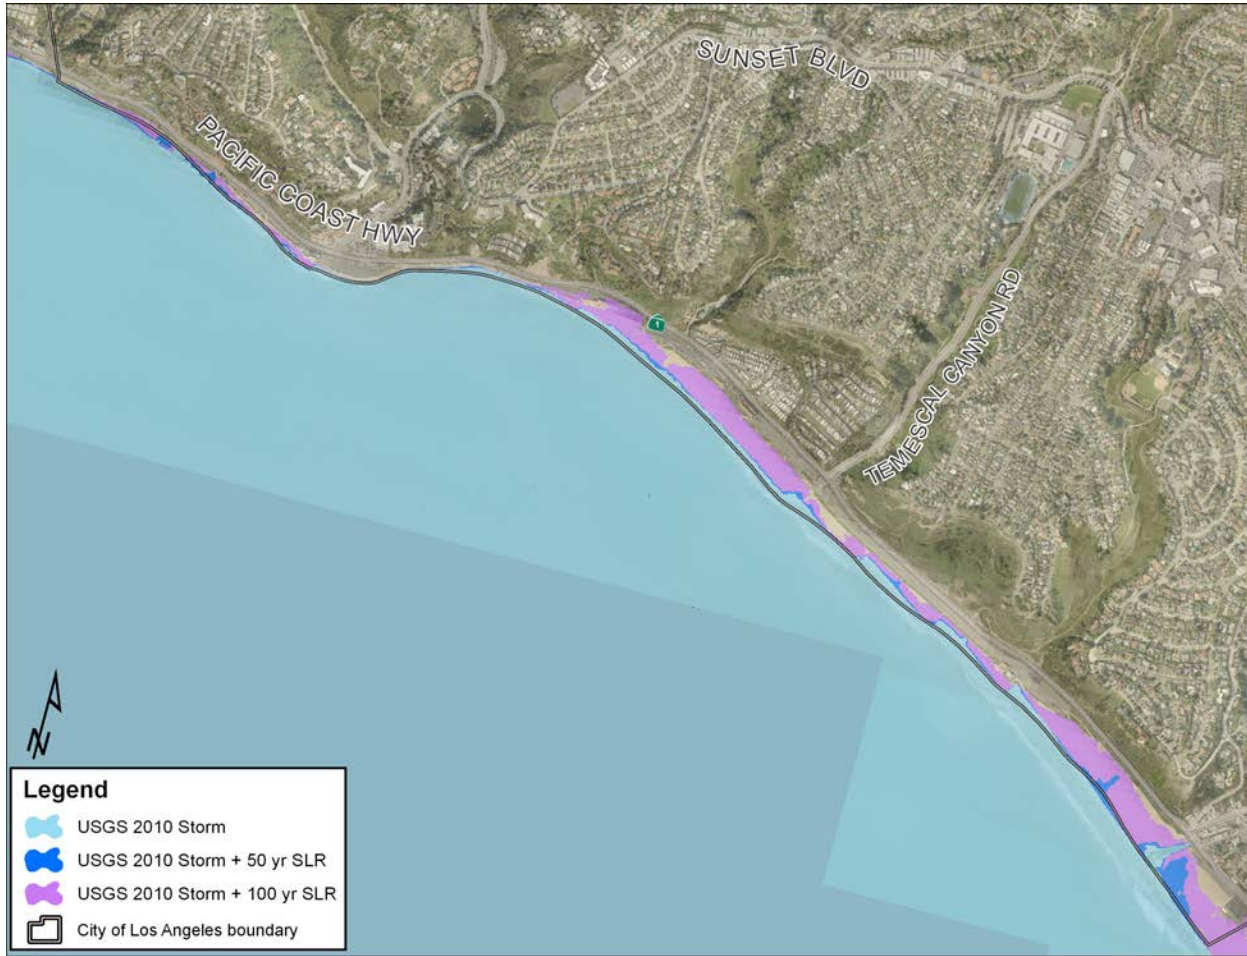 SUNSET BLVD
PACIFIC COAST HWY
1
TEMESCAL CANYON RD
N
Legend
USGS 2010 Storm
USGS 2010 Storm + 50 yr SLR
USGS 2010 Storm + 100 yr SLR
City of Los Angeles boundary